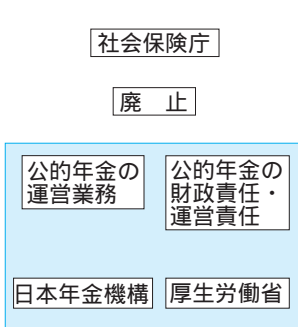 社会保険庁
廃　止
公的年金の
運営業務
公的年金の
財政責任・
運営責任
日本年金機構
厚生労働省